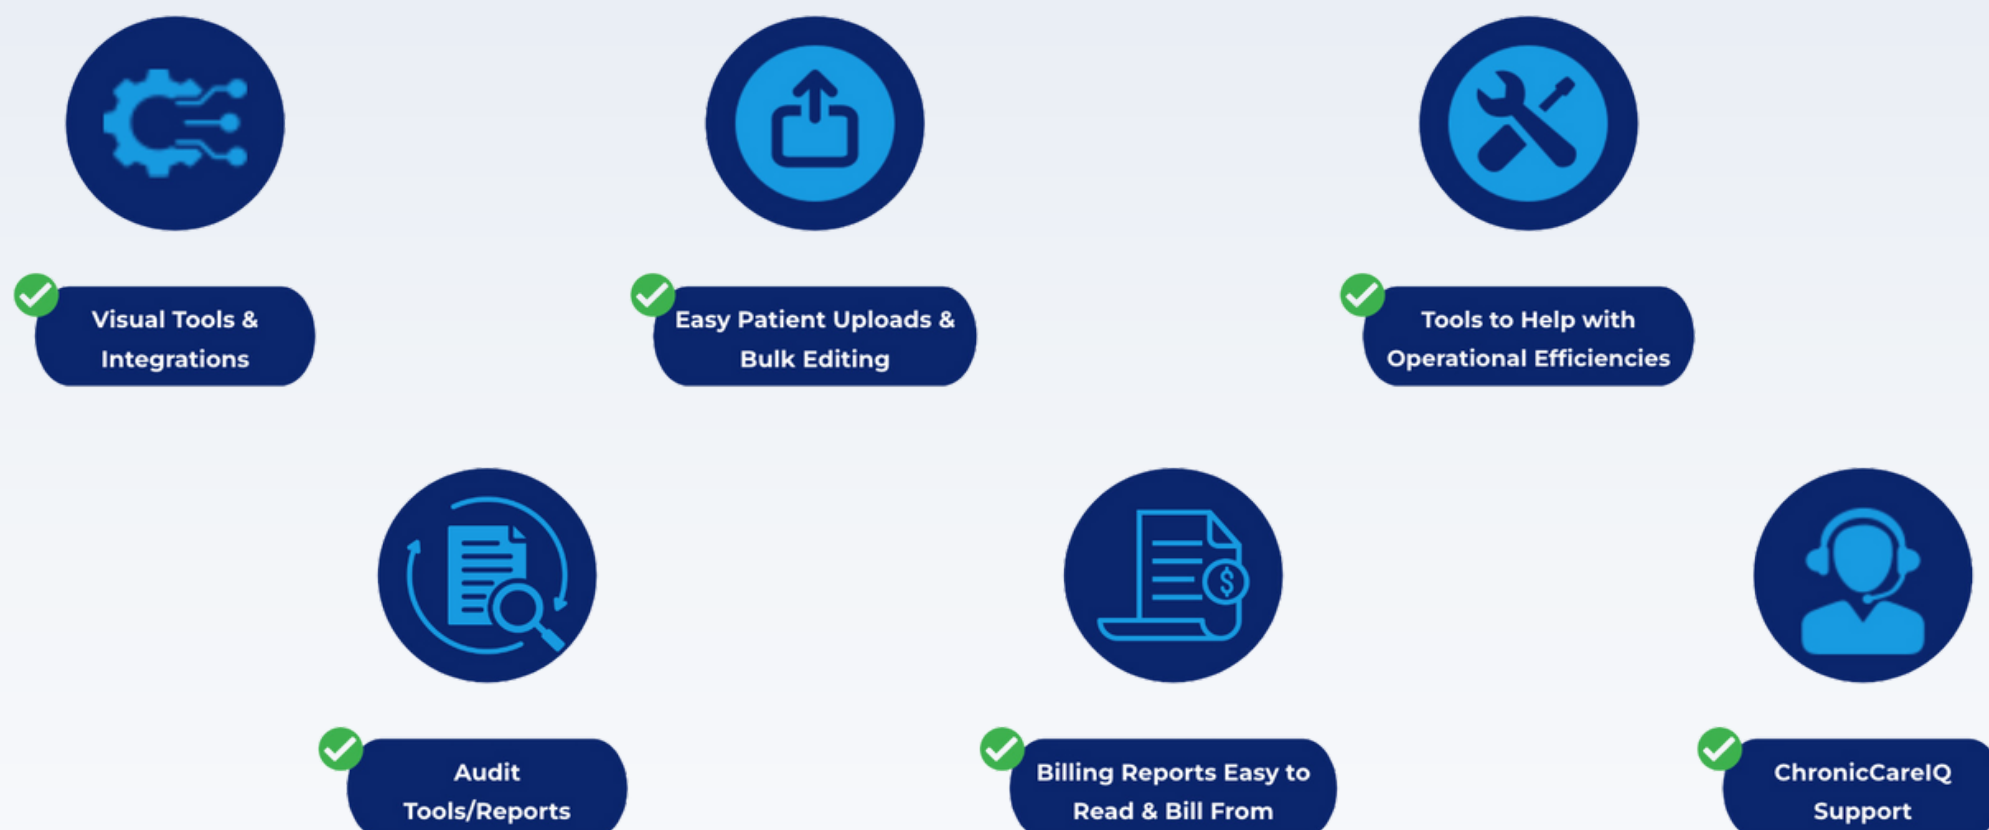 Visual Tools &
Integrations
Easy Patient Uploads &
Bulk Editing
Tools to Help with
Operational Efficiencies
$
Audit
Tools/Reports
Billing Reports Easy to
Read & Bill From
ChronicCareIQ
Support